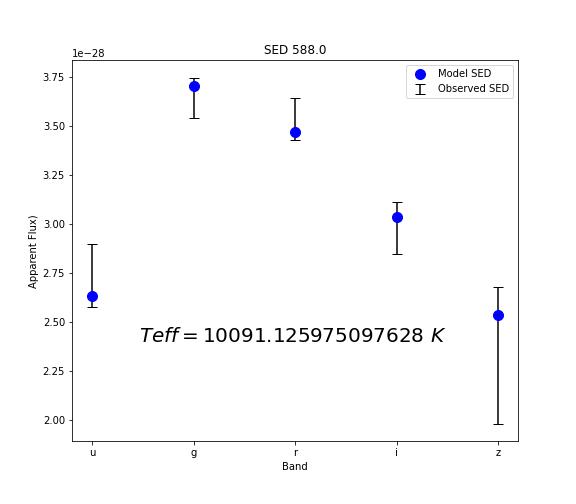 1e−28
SED 588.0
Model SED
Observed SED
3.75
3.50
3.25
3.00
2.75
2.50
2.25
2.00
Apparent Flux)
Teff = 10091.125975097628 K
u g r i z
Band